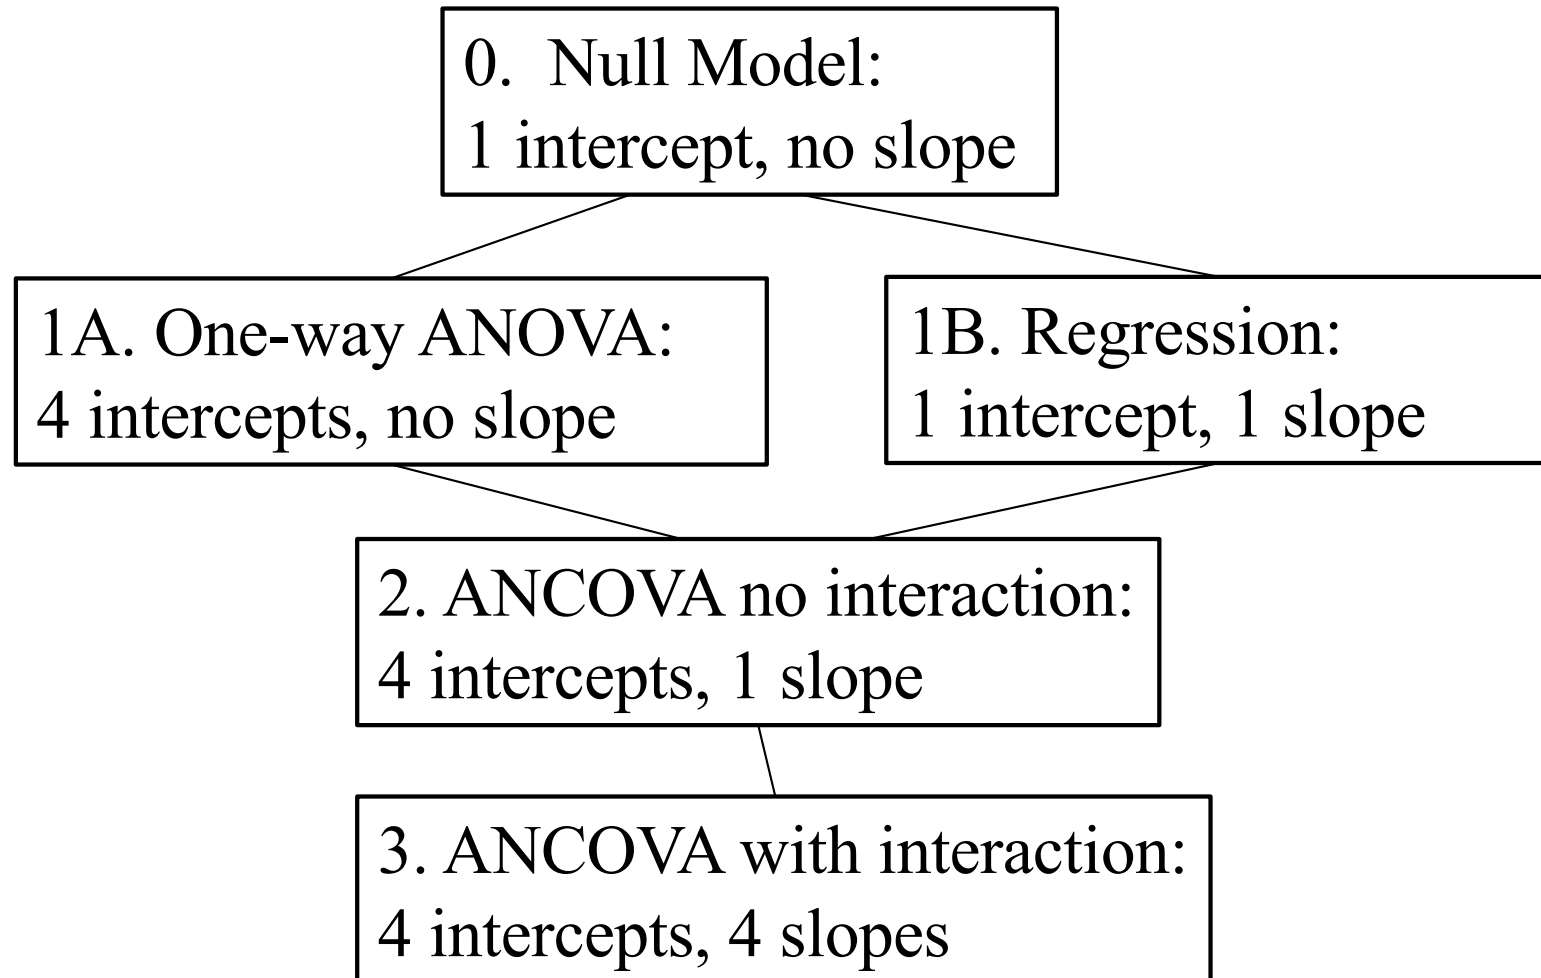 0. Null Model:
1 intercept, no slope
1A. One-way ANOVA:
4 intercepts, no slope
1B. Regression:
1 intercept, 1 slope
2. ANCOVA no interaction:
4 intercepts, 1 slope
3. ANCOVA with interaction:
4 intercepts, 4 slopes